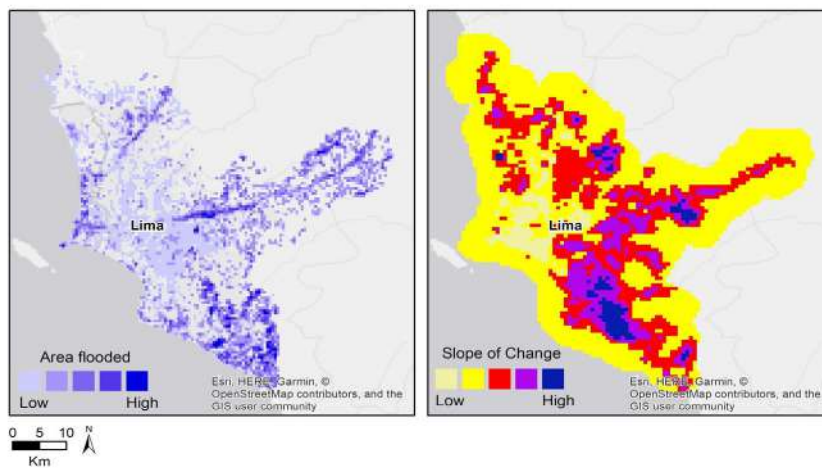 Lima
Area flooded
Low High
Esri, HERE, Garmin, ©
OpenStreetMap contributors, and the
GIS user community
Lima
Slope of Change
Low High
Esri, HERE, Garmin, ©
OpenStreetMap contributors, and the
GIS user community
0 5 10 N
Km